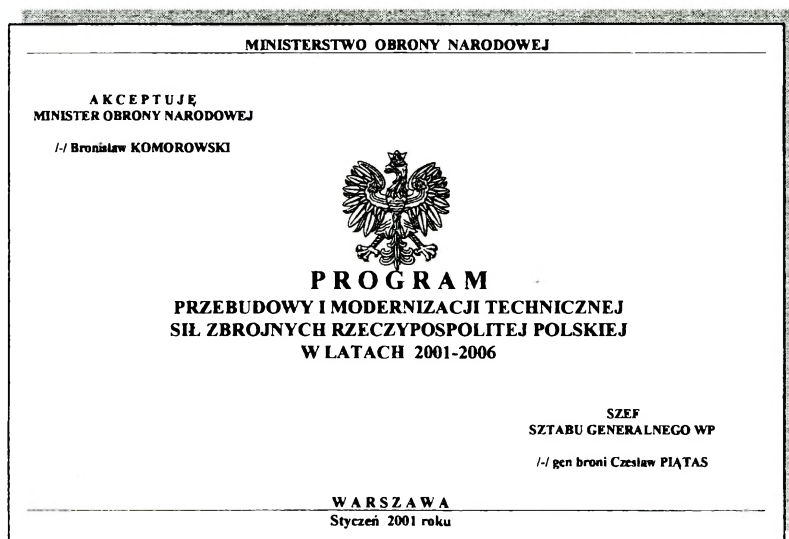 MINISTERSTWO OBRONY NARODOWEJ
AKCEPTUJĘ
MINISTER OBRONY NARODOWEJ
/-/ Bronisław KOMOROWSKI
PROGRAM
PRZEBUDOWY I MODERNIZACJI TECHNICZNEJ
SIŁ ZBROJNYCH RZECZYPOSPOLITEJ POLSKIEJ
W LATACH 2001-2006
SZEF
SZTABU GENERALNEGO WP
/-/ gen broni Czesław PIĄTAS
WARSZAWA
Styczeń 2001 roku